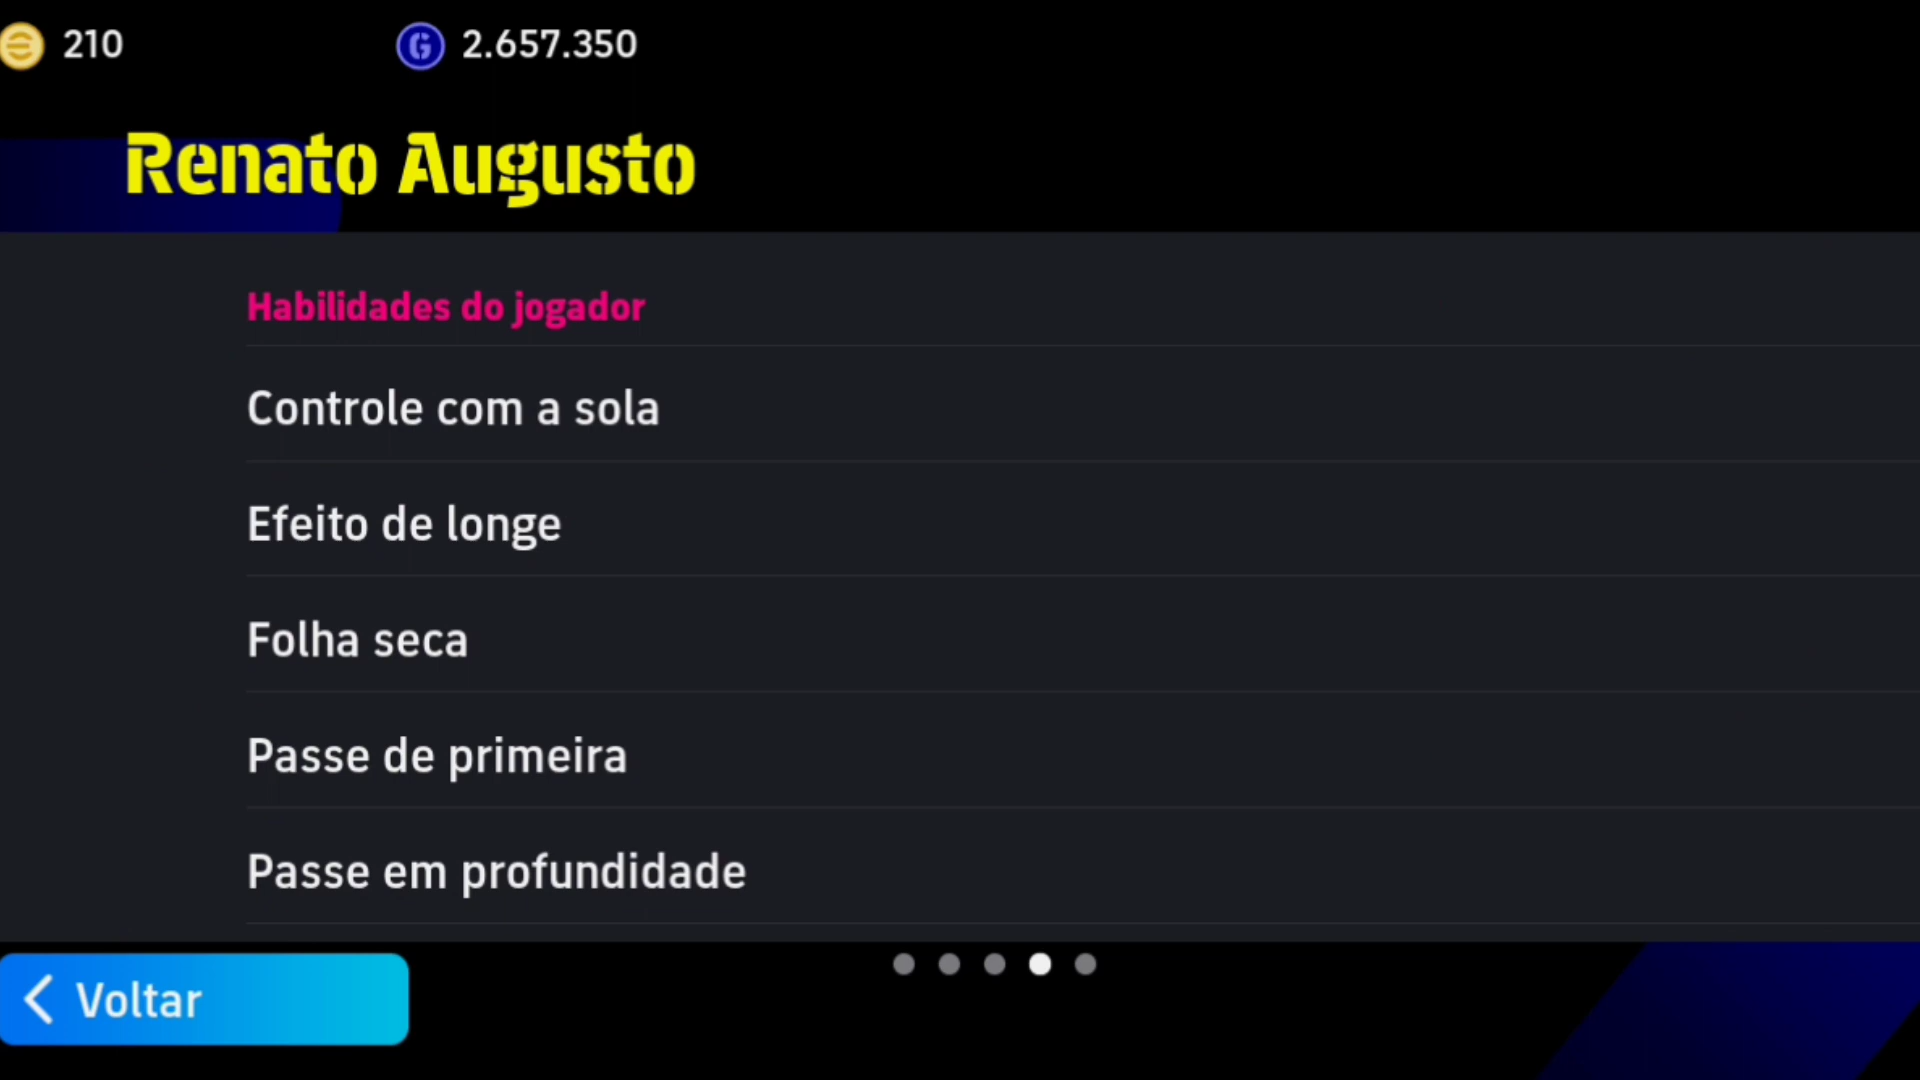 210
G 2.657.350
Renato Augusto
Habilidades do jogador
Controle com a sola
Efeito de longe
Folha seca
Passe de primeira
Passe em profundidade
Voltar